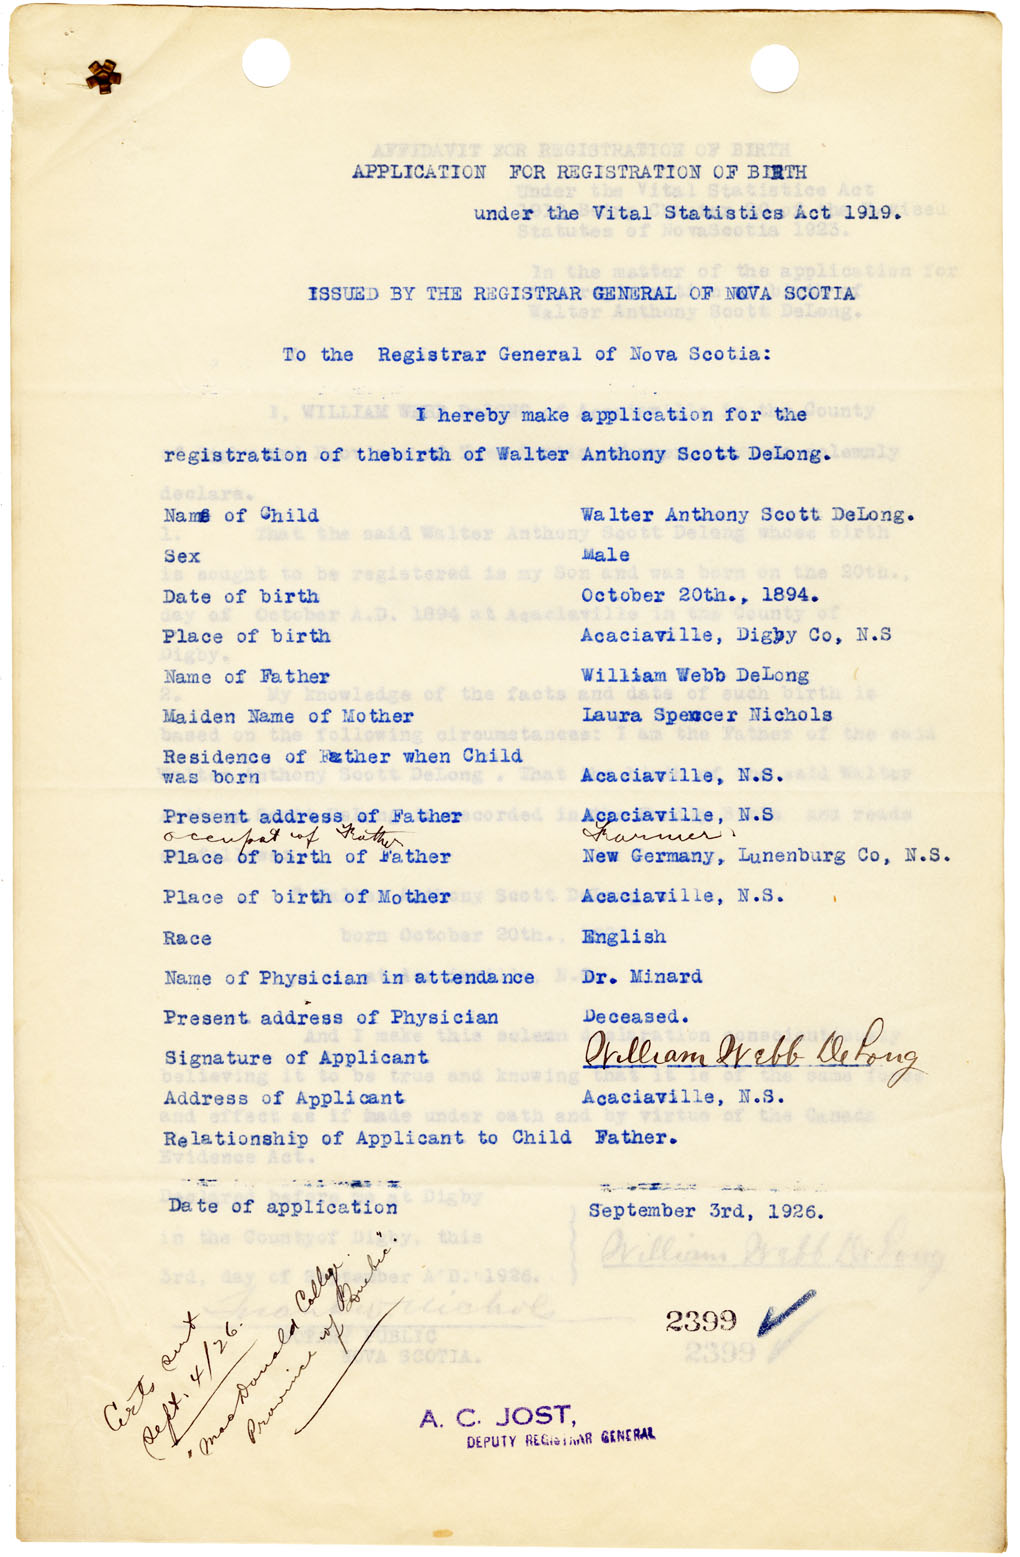 APPLICATION FOR REGISTRATION OF BIRTH
under the Vital Statistics Act 1919.
ISSUED BY THE REGISTRAR GENERAL OF NOVA SCOTIA
To the Registrar General of Nova Scotia:
I hereby make application for the
registration of thebirth of Walter Anthony Scott DeLong.
Name of Child Walter Anthony Scott DeLong.
Sex Male
Date of birth October 20th., 1894.
Place of birth Acaciaville, Digby Co, N.S
Name of Father William Webb DeLong
Maiden Name of Mother Laura Spencer Nichols
Residence of Father when Child
was born Acaciaville, N.S.
Present address of Father Acaciaville, N.S
Occupat of Father Farmer.
Place of birth of Father New Germany, Lunenburg Co, N.S.
Place of birth of Mother Acaciaville, N.S.
Race English
Name of Physician in attendance Dr. Minard
Present address of Physician Deceased.
Signature of Applicant William Webb DeLong
Address of Applicant Acaciaville, N.S.
Relationship of Applicant to Child Father.
Date of application September 3rd, 1926.
Certs sent
Sept. 4/26.
"MacDonald College
Province of Quebec".
2399
A. C. JOST,
DEPUTY REGISTRAR GENERAL